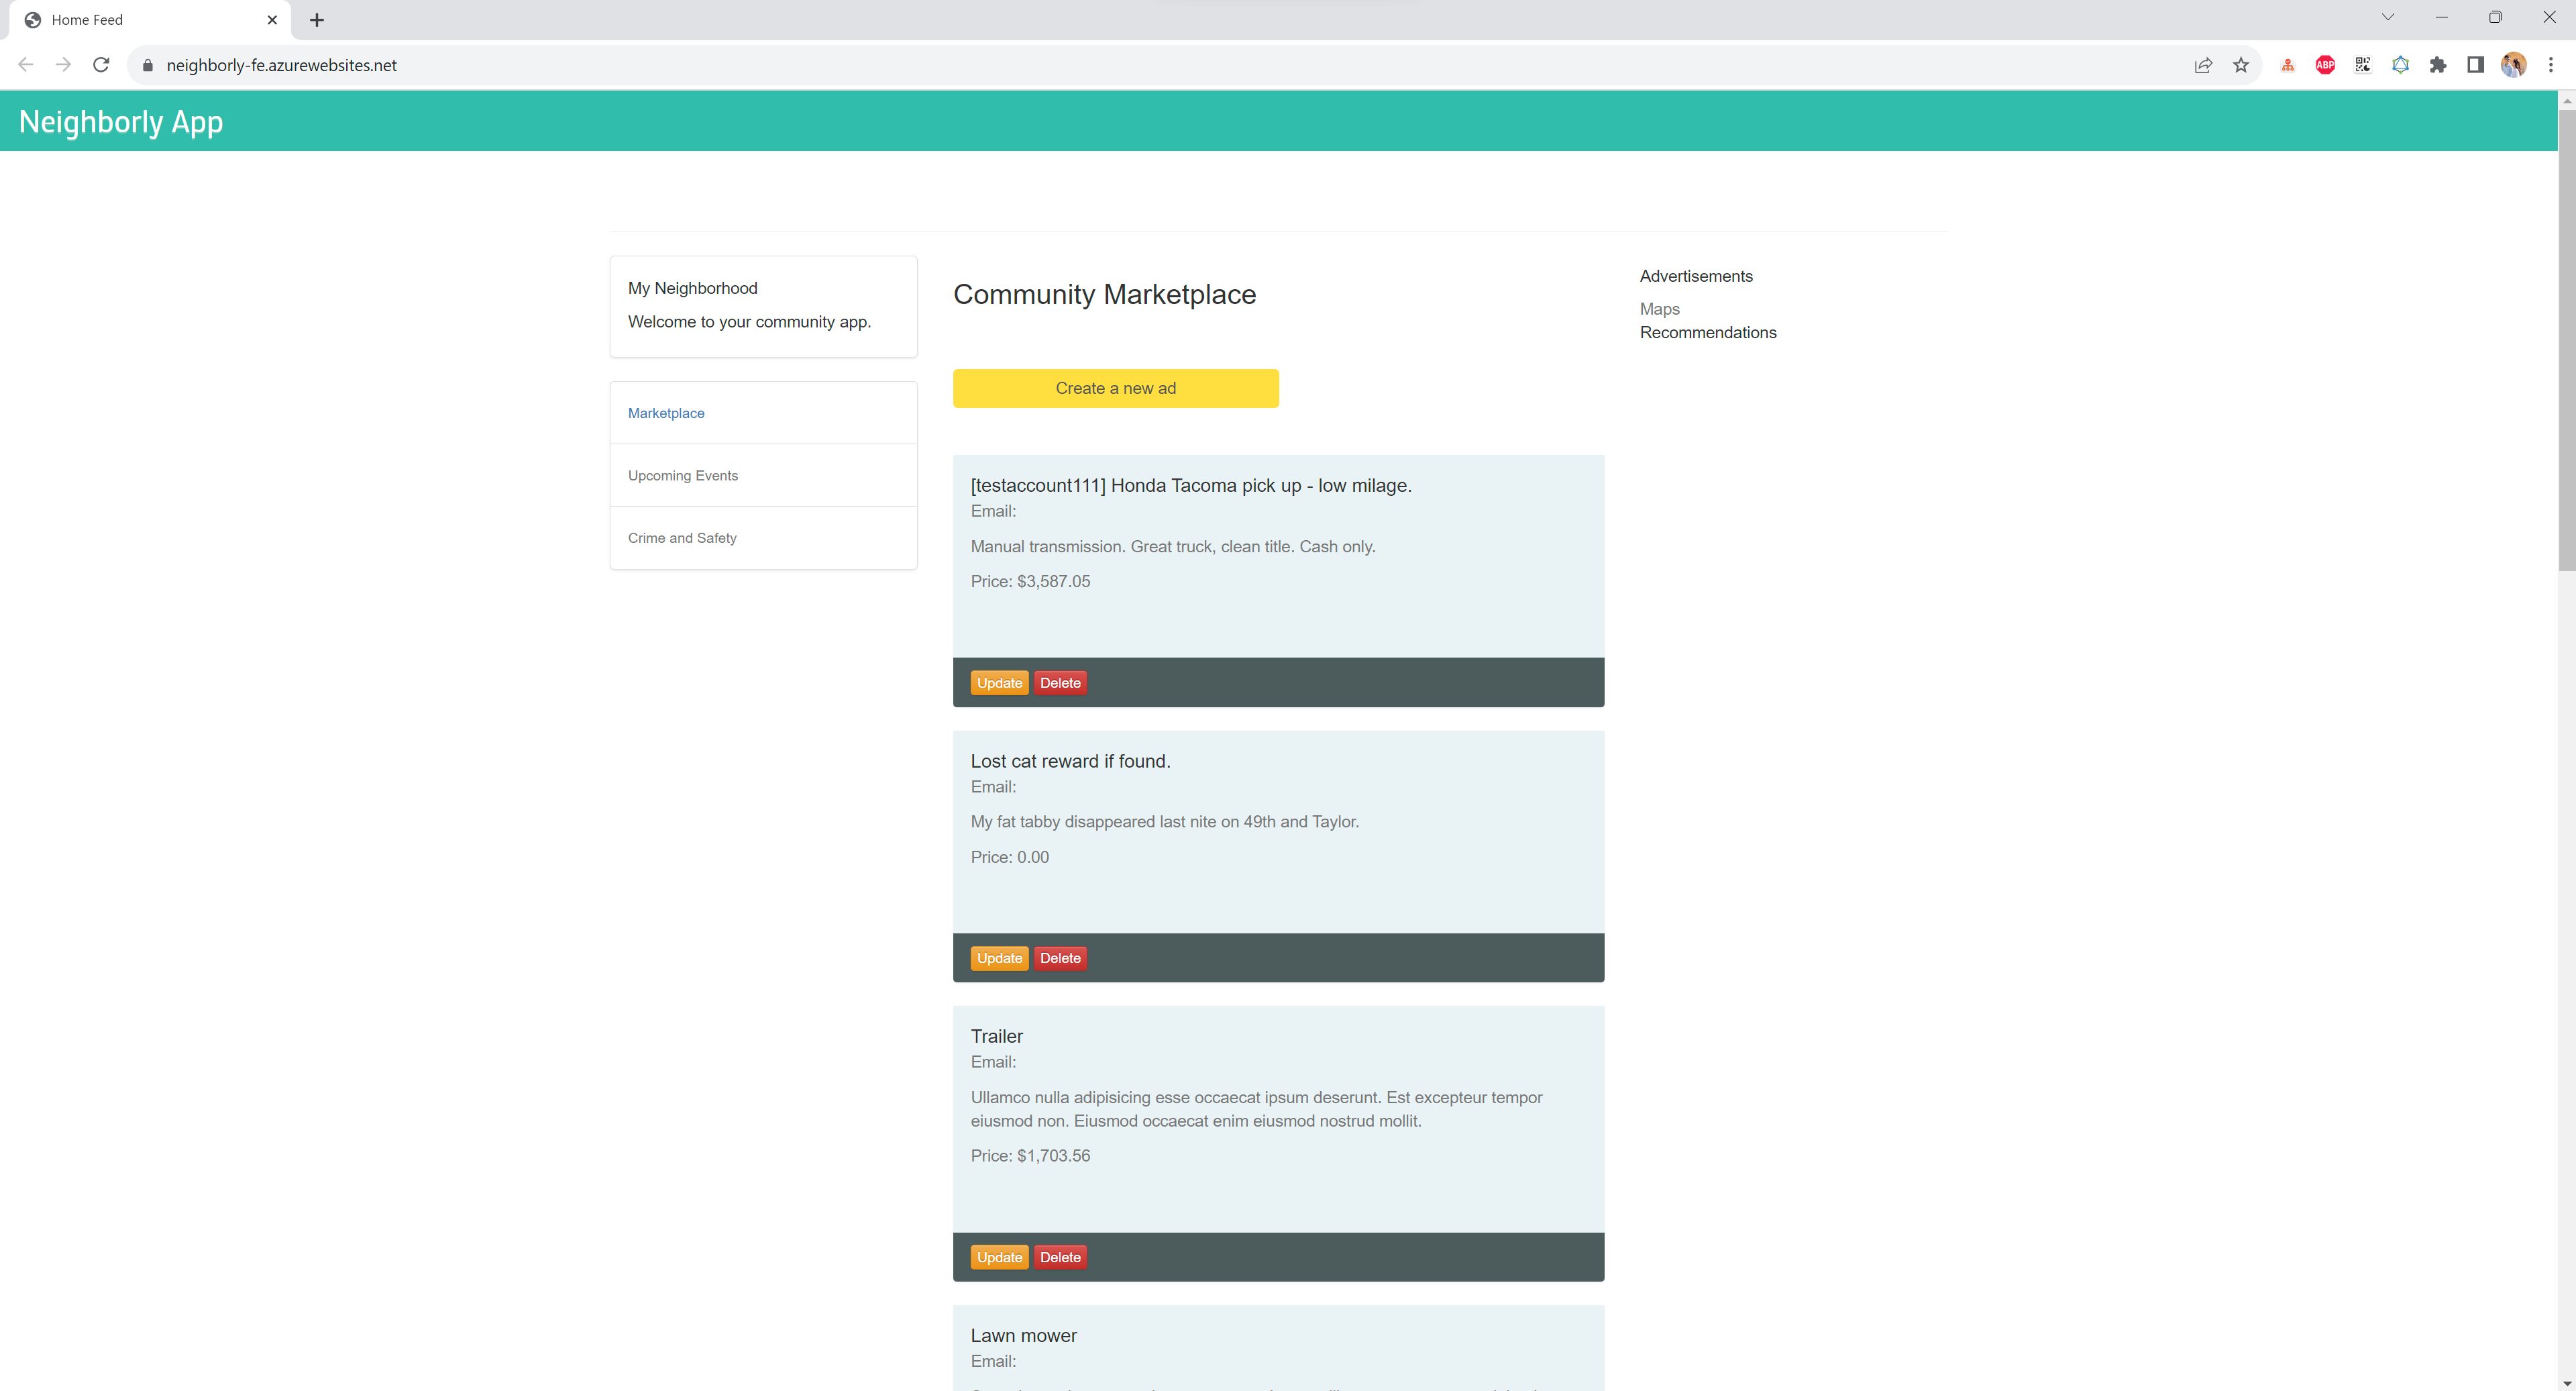 Home Feed
neighborly-fe.azurewebsites.net
ABP
Neighborly App
My Neighborhood
Welcome to your community app.
Marketplace
Upcoming Events
Crime and Safety
Community Marketplace
Create a new ad
[testaccount111] Honda Tacoma pick up - low milage.
Email:
Manual transmission. Great truck, clean title. Cash only.
Price: $3,587.05
Update Delete
Lost cat reward if found.
Email:
My fat tabby disappeared last nite on 49th and Taylor.
Price: 0.00
Update Delete
Trailer
Email:
Ullamco nulla adipisicing esse occaecat ipsum deserunt. Est excepteur tempor
eiusmod non. Eiusmod occaecat enim eiusmod nostrud mollit.
Price: $1,703.56
Update Delete
Lawn mower
Email:
Advertisements
Maps
Recommendations